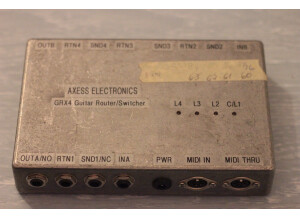 OUTB RTN4 SND4 RTN3 SND3 RTN2 SND2 INB
AXESS ELECTRONICS
GRX4 Guitar Router/Switcher
L4 L3 L2 C/L1
OUTA/NO RTN1 SND1/NC INA PWR MIDI IN MIDI THRU